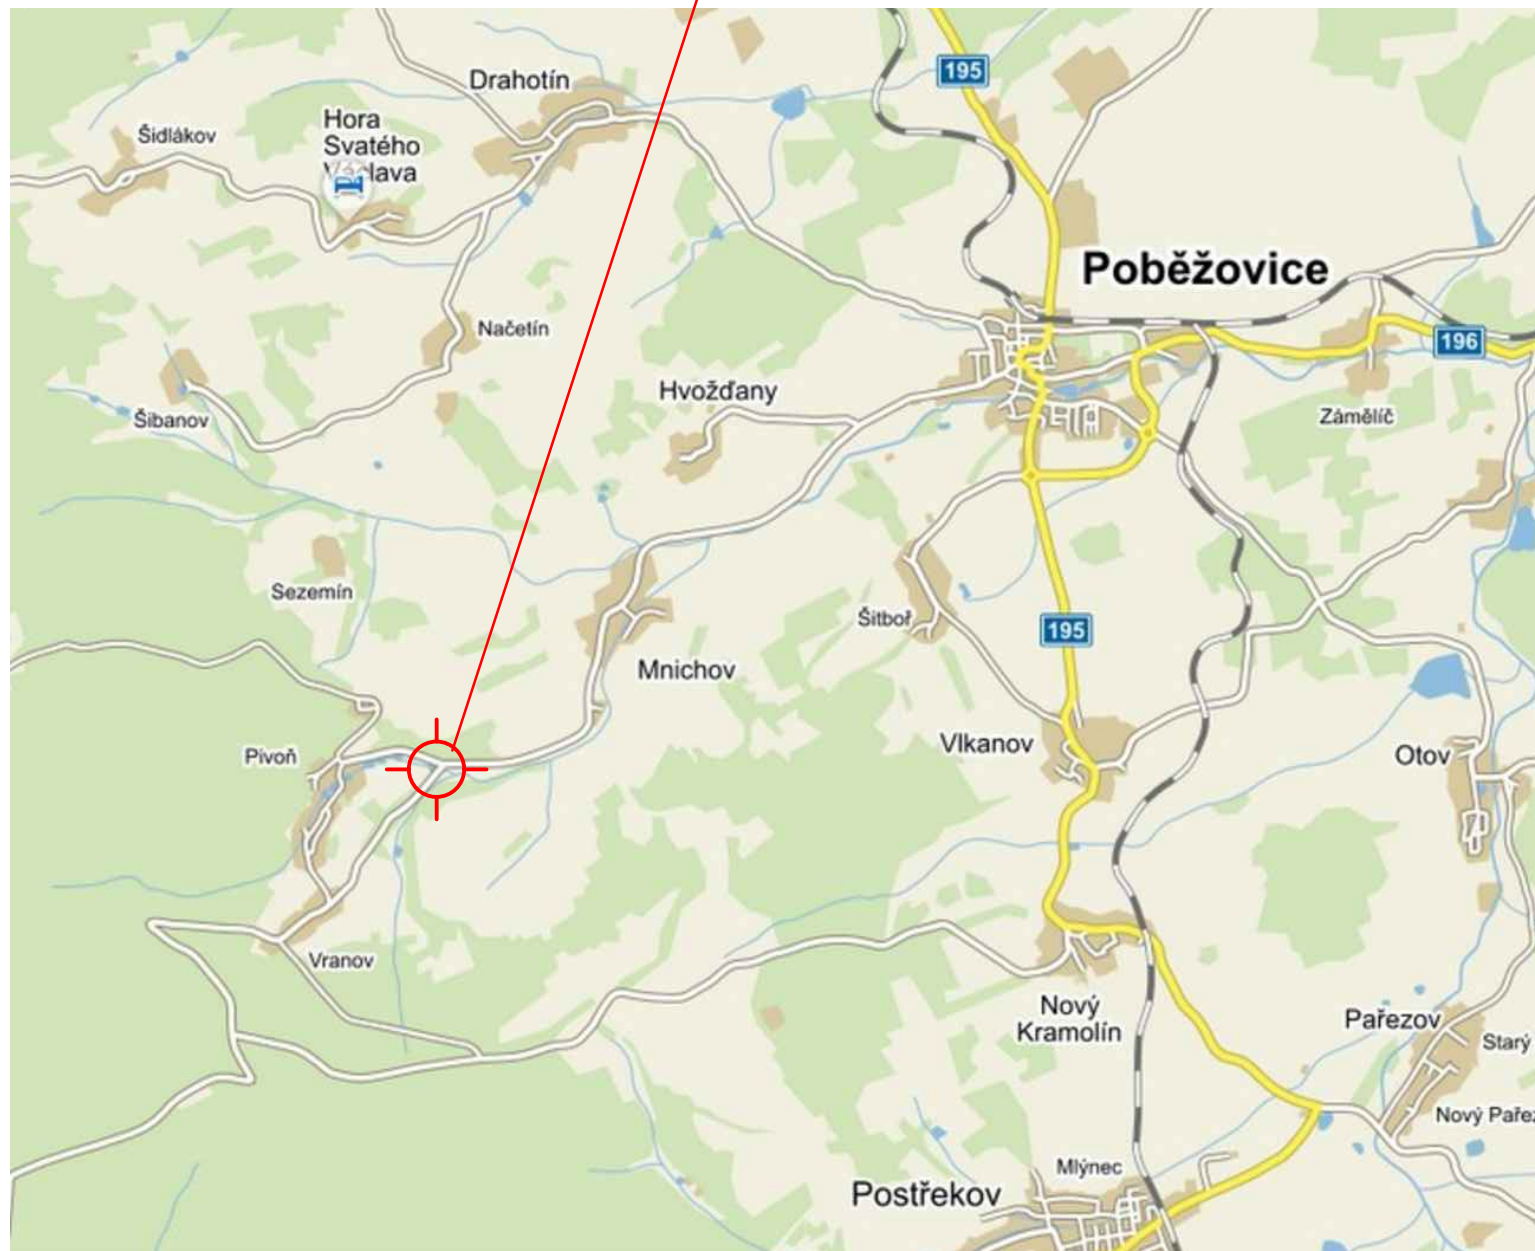 195
Drahotín
Hora
Svatého
Václava
Šidlákov
Poběžovice
Načetín
196
Hvožďany
Šibanov
Zámělíč
Sezemín
Šitboř
195
Mnichov
Pivoň
Vlkanov
Otov
Vranov
Nový
Kramolín
Pařezov
Starý
Nový Pařez
Mlýnec
Postřekov